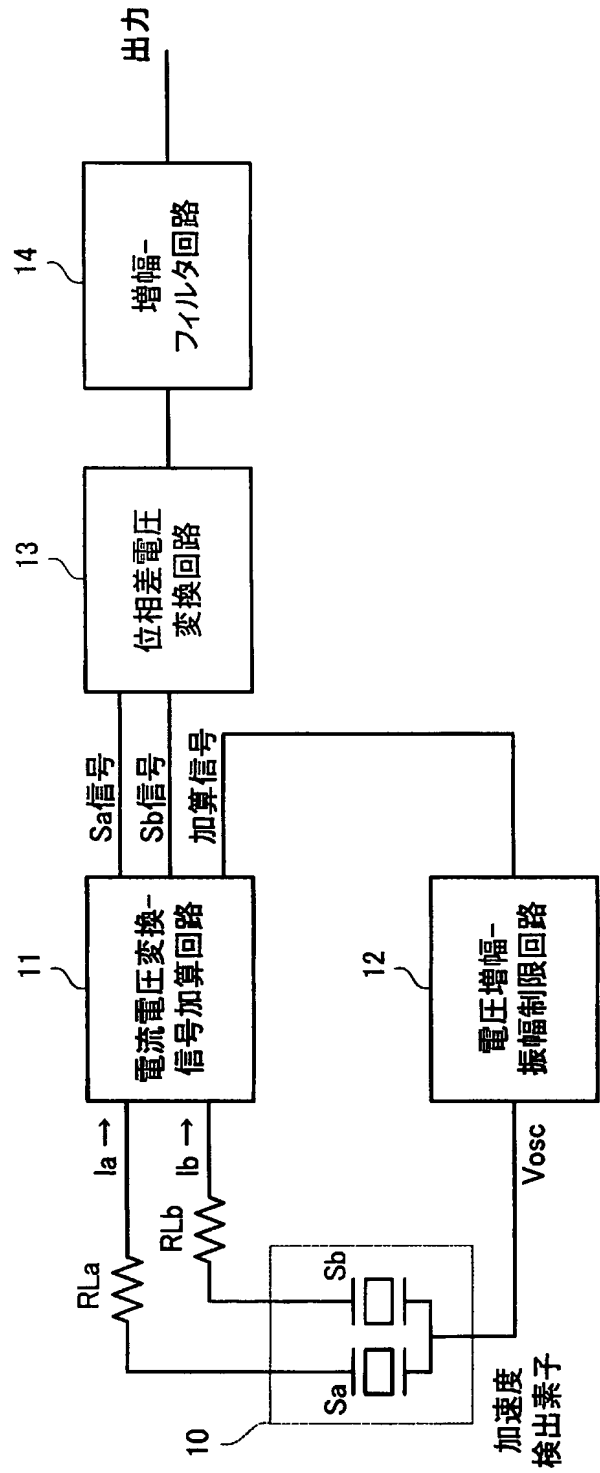 10
加速度
検出素子
Sa
Sb
RLa
RLb
Ia →
Ib →
11
電流電圧変換-
信号加算回路
Sa信号
Sb信号
加算信号
Vosc
12
電圧増幅-
振幅制限回路
13
位相差電圧
変換回路
14
増幅-
フィルタ回路
出力